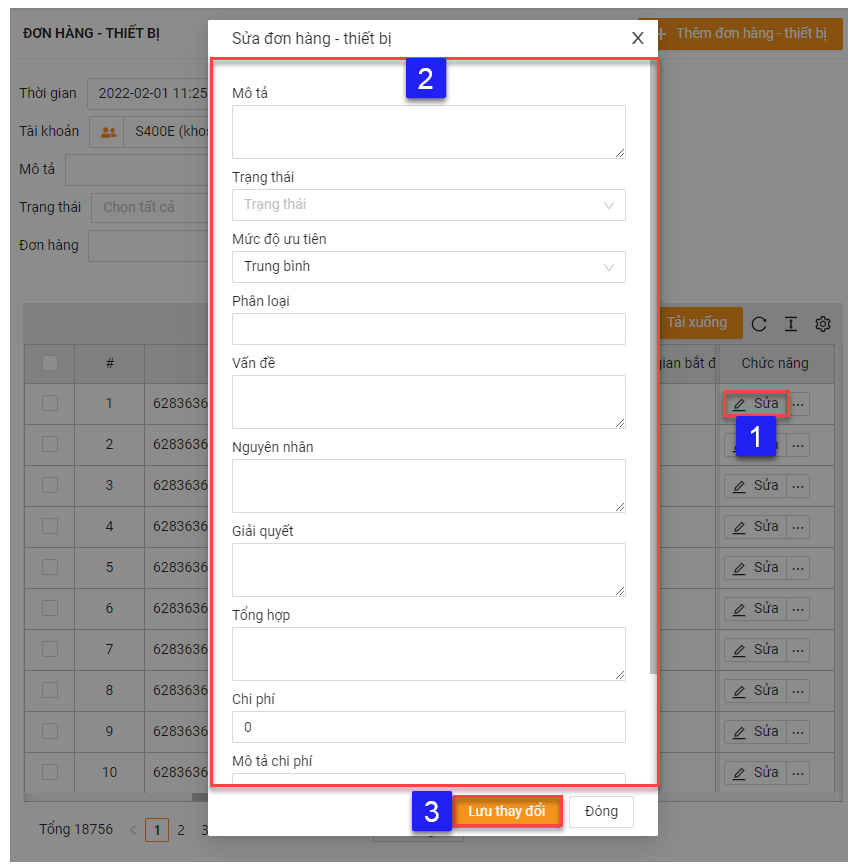 ĐƠN HÀNG - THIẾT BỊ
Thêm đơn hàng - thiết bị
Thời gian 2022-02-01 11:25
Tài khoản S400E (kho
Mô tả
Trạng thái Chọn tất cả
Đơn hàng
Tải xuống
# gian bắt đ Chức năng
1 6283636 Sửa ...
2 6283636 ...
3 6283636 Sửa ...
4 6283636 Sửa ...
5 6283636 Sửa ...
6 6283636 Sửa ...
7 6283636 Sửa ...
8 6283636 Sửa ...
9 6283636 Sửa ...
10 6283636 Sửa ...
Tổng 18756 < 1 2 3
Sửa đơn hàng - thiết bị X
2
Mô tả
Trạng thái
Trạng thái
Mức độ ưu tiên
Trung bình
Phân loại
Vấn đề
Nguyên nhân
Giải quyết
Tổng hợp
Chi phí
0
Mô tả chi phí
1
3 Lưu thay đổi Đóng